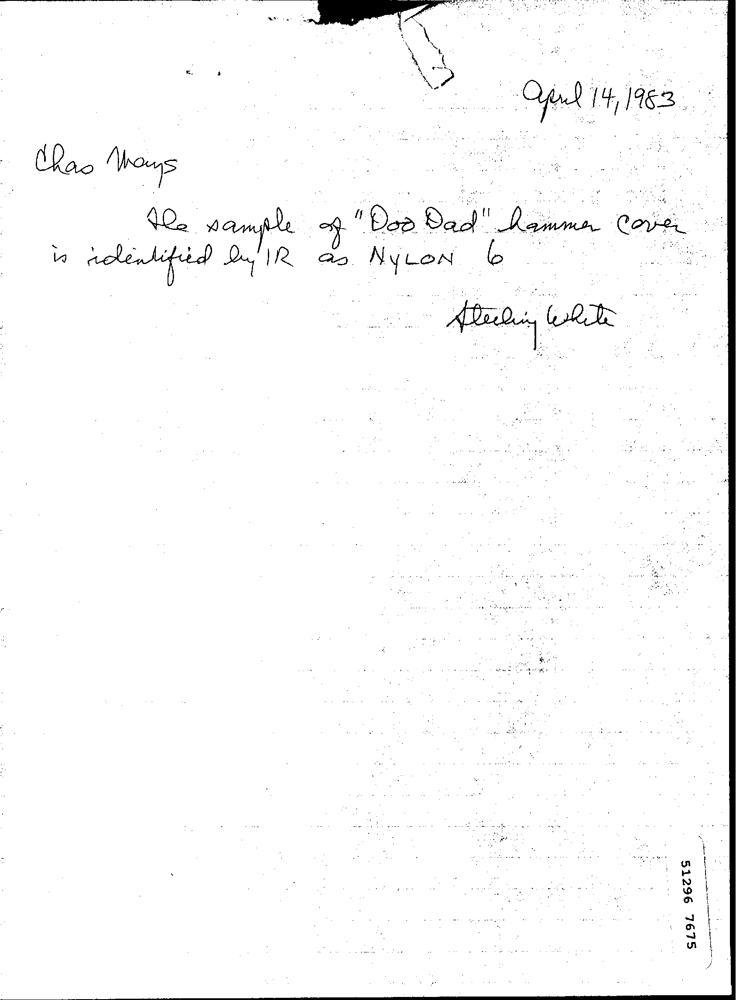 April 14, 1983
Chas Mays
The sample of "Doo Dad" hammer cover
is identified by IR as NYLON 6
Sterling White
51296 7675